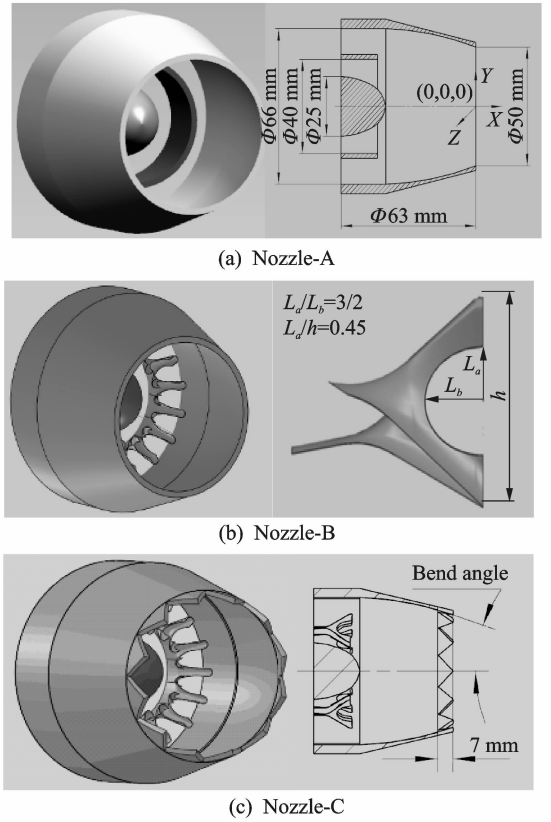 Φ66 mm
Φ40 mm
Φ25 mm
(0,0,0)
Y
X
Z
Φ50 mm
Φ63 mm
(a) Nozzle-A
La/Lb=3/2
La/h=0.45
La
Lb
h
(b) Nozzle-B
Bend angle
7 mm
(c) Nozzle-C